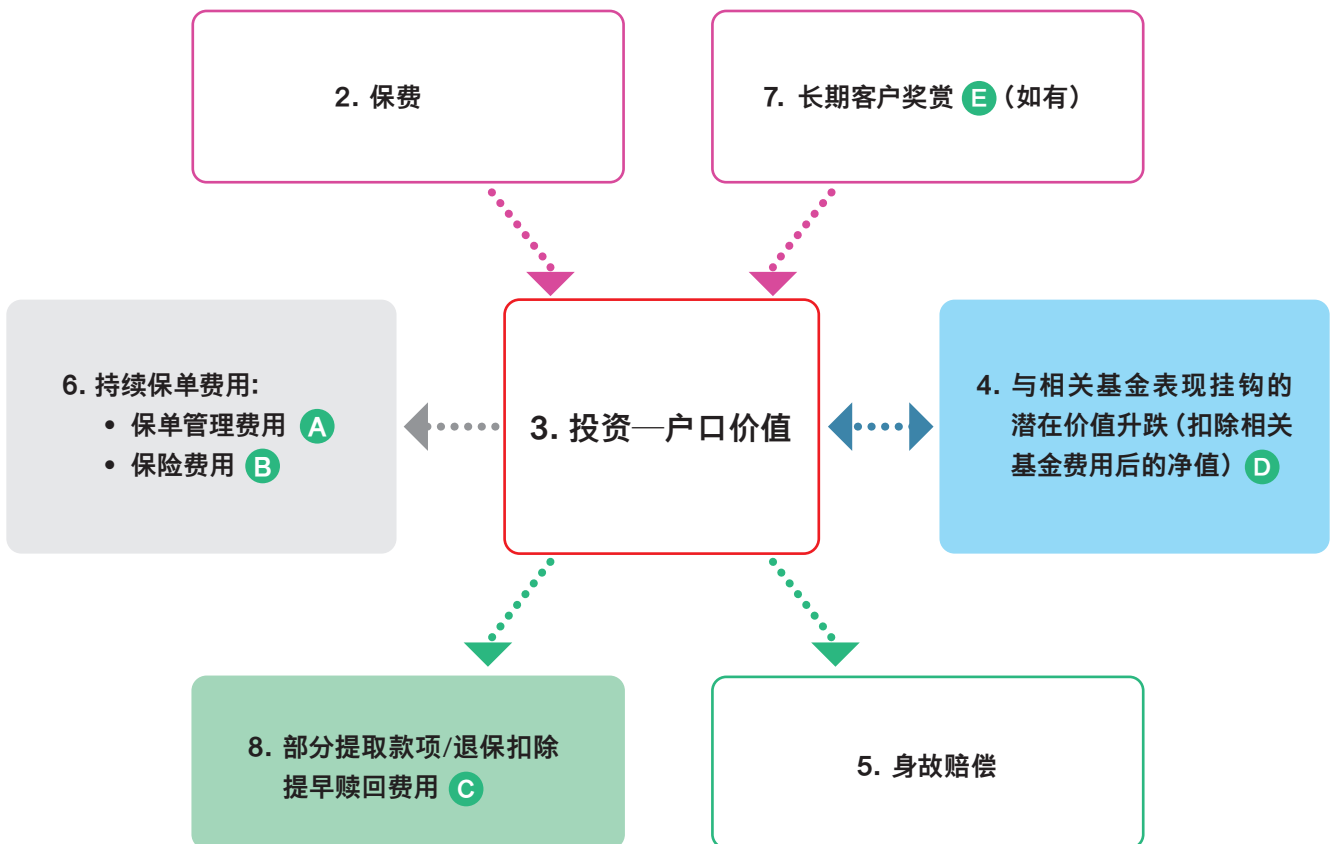 2. 保费
7. 长期客户奖赏 E (如有)
6. 持续保单费用:
• 保单管理费用 A
• 保险费用 B
3. 投资—户口价值
4. 与相关基金表现挂钩的
潜在价值升跌(扣除相关
基金费用后的净值) D
8. 部分提取款项/退保扣除
提早赎回费用 C
5. 身故赔偿